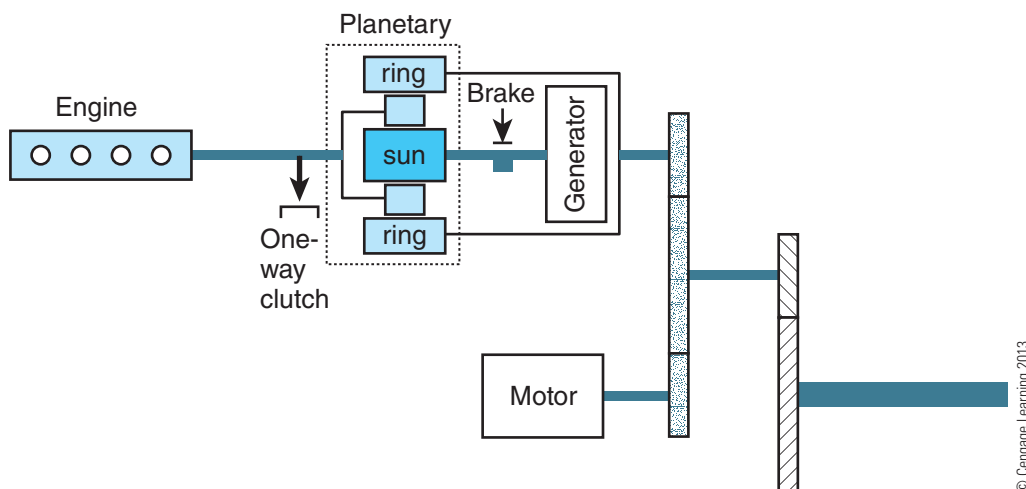 Planetary
Engine
ring
Brake
sun
Generator
ring
One-
way
clutch
Motor
© Cengage Learning 2013